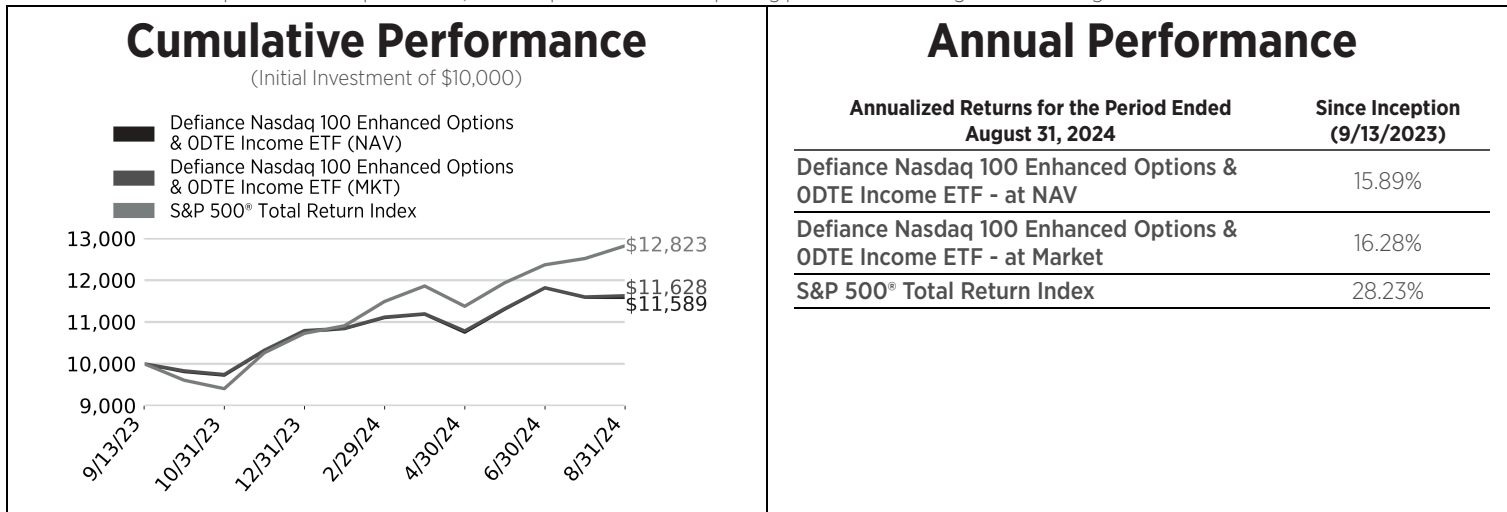 Cumulative Performance
(Initial Investment of $10,000)
Defiance Nasdaq 100 Enhanced Options
& 0DTE Income ETF (NAV)
Defiance Nasdaq 100 Enhanced Options
& 0DTE Income ETF (MKT)
S&P 500® Total Return Index
13,000
12,000
11,000
10,000
9,000
$12,823
$11,628
$11,589
9/13/23
10/31/23
12/31/23
2/29/24
4/30/24
6/30/24
8/31/24
Annual Performance
Annualized Returns for the Period Ended
August 31, 2024
Since Inception
(9/13/2023)
Defiance Nasdaq 100 Enhanced Options &
0DTE Income ETF - at NAV
15.89%
Defiance Nasdaq 100 Enhanced Options &
0DTE Income ETF - at Market
16.28%
S&P 500® Total Return Index
28.23%